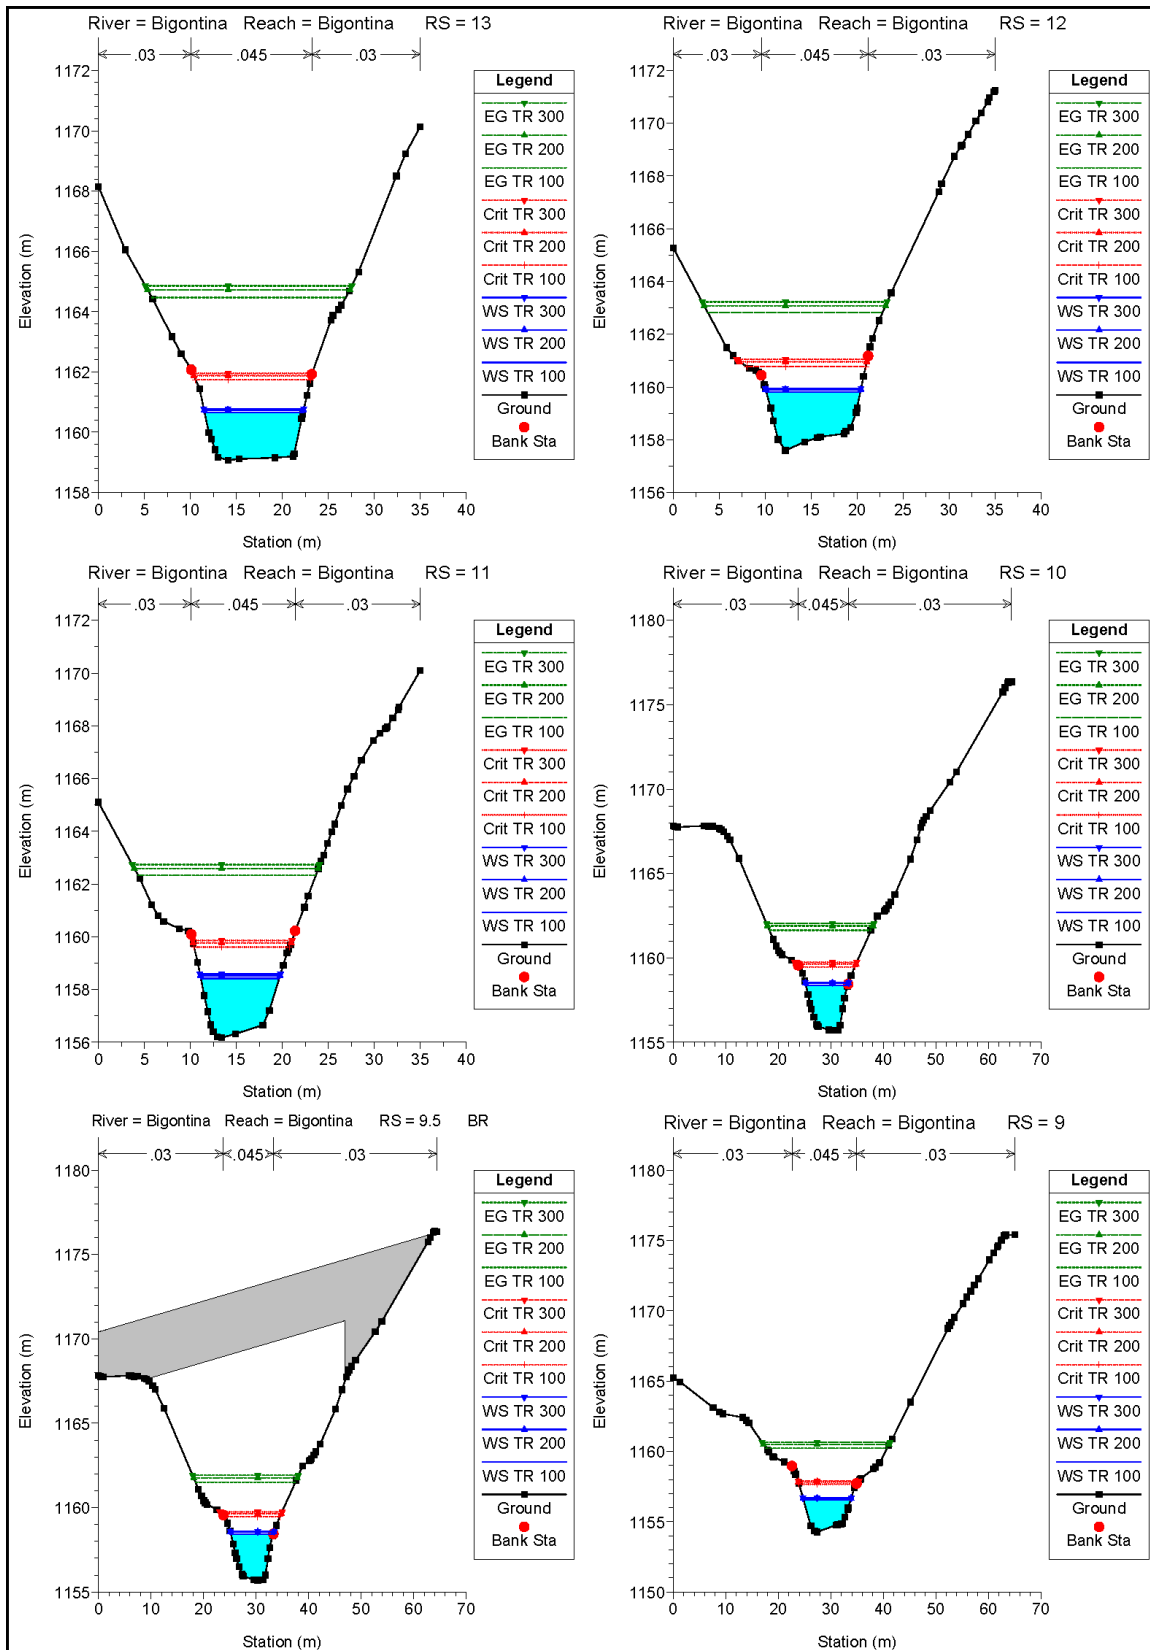 River = Bigontina Reach = Bigontina RS = 13
.03 .045 .03
1172
1170
1168
1166
1164
1162
1160
1158
Elevation (m)
0 5 10 15 20 25 30 35 40
Station (m)
Legend
EG TR 300
EG TR 200
EG TR 100
Crit TR 300
Crit TR 200
Crit TR 100
WS TR 300
WS TR 200
WS TR 100
Ground
Bank Sta
River = Bigontina Reach = Bigontina RS = 12
.03 .045 .03
1172
1170
1168
1166
1164
1162
1160
1158
1156
Elevation (m)
0 5 10 15 20 25 30 35 40
Station (m)
Legend
EG TR 300
EG TR 200
EG TR 100
Crit TR 300
Crit TR 200
Crit TR 100
WS TR 300
WS TR 200
WS TR 100
Ground
Bank Sta
River = Bigontina Reach = Bigontina RS = 11
.03 .045 .03
1172
1170
1168
1166
1164
1162
1160
1158
1156
Elevation (m)
0 5 10 15 20 25 30 35 40
Station (m)
Legend
EG TR 300
EG TR 200
EG TR 100
Crit TR 300
Crit TR 200
Crit TR 100
WS TR 300
WS TR 200
WS TR 100
Ground
Bank Sta
River = Bigontina Reach = Bigontina RS = 10
.03 .045 .03
1180
1175
1170
1165
1160
1155
Elevation (m)
0 10 20 30 40 50 60 70
Station (m)
Legend
EG TR 300
EG TR 200
EG TR 100
Crit TR 300
Crit TR 200
Crit TR 100
WS TR 300
WS TR 200
WS TR 100
Ground
Bank Sta
River = Bigontina Reach = Bigontina RS = 9.5 BR
.03 .045 .03
1180
1175
1170
1165
1160
1155
Elevation (m)
0 10 20 30 40 50 60 70
Station (m)
Legend
EG TR 300
EG TR 200
EG TR 100
Crit TR 300
Crit TR 200
Crit TR 100
WS TR 300
WS TR 200
WS TR 100
Ground
Bank Sta
River = Bigontina Reach = Bigontina RS = 9
.03 .045 .03
1180
1175
1170
1165
1160
1155
1150
Elevation (m)
0 10 20 30 40 50 60 70
Station (m)
Legend
EG TR 300
EG TR 200
EG TR 100
Crit TR 300
Crit TR 200
Crit TR 100
WS TR 300
WS TR 200
WS TR 100
Ground
Bank Sta